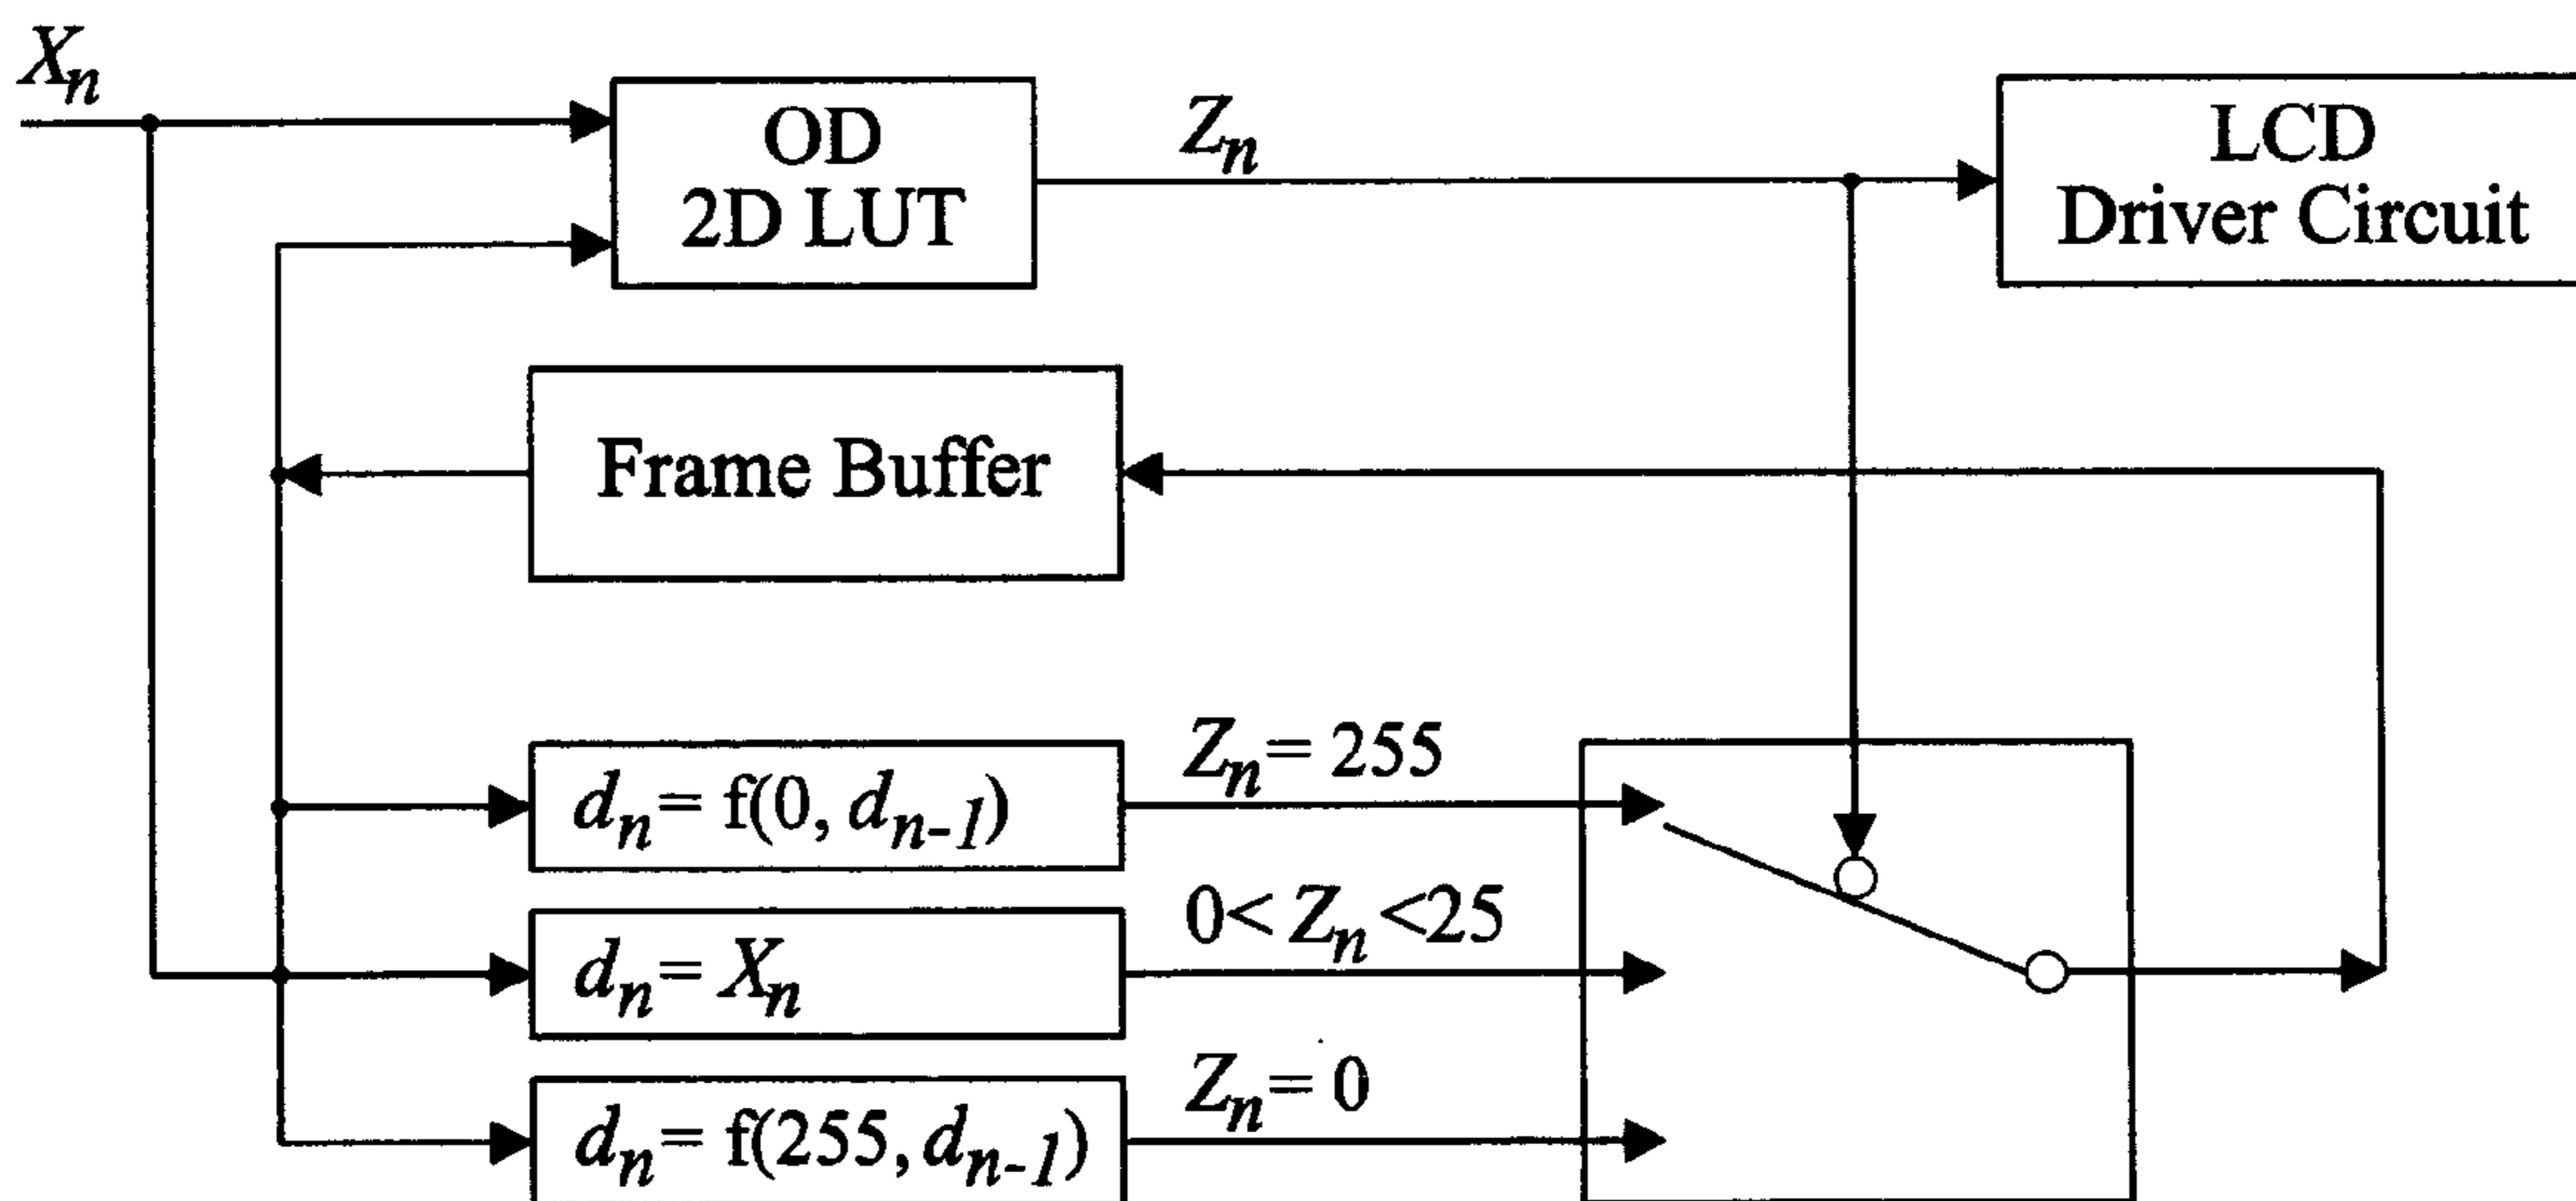 Xn
OD
2D LUT
Zn
LCD
Driver Circuit
Frame Buffer
dn= f(0, dn-1)
Zn= 255
dn= Xn
0< Zn <25
dn= f(255, dn-1)
Zn= 0